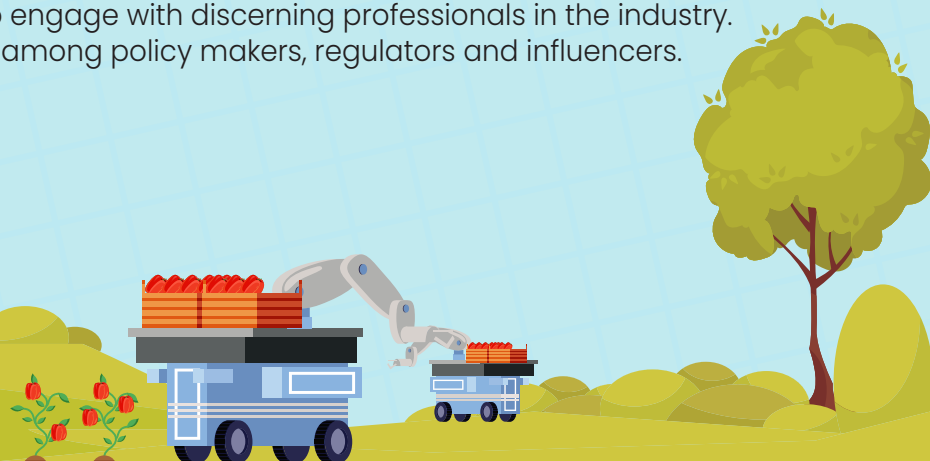 engage with discerning professionals in the industry.
among policy makers, regulators and influencers.